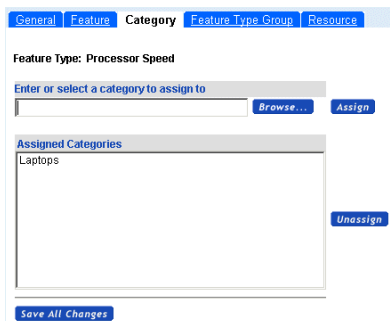 General Feature Category Feature Type Group Resource
Feature Type: Processor Speed
Enter or select a category to assign to
Browse... Assign
Assigned Categories
Laptops
Unassign
Save All Changes